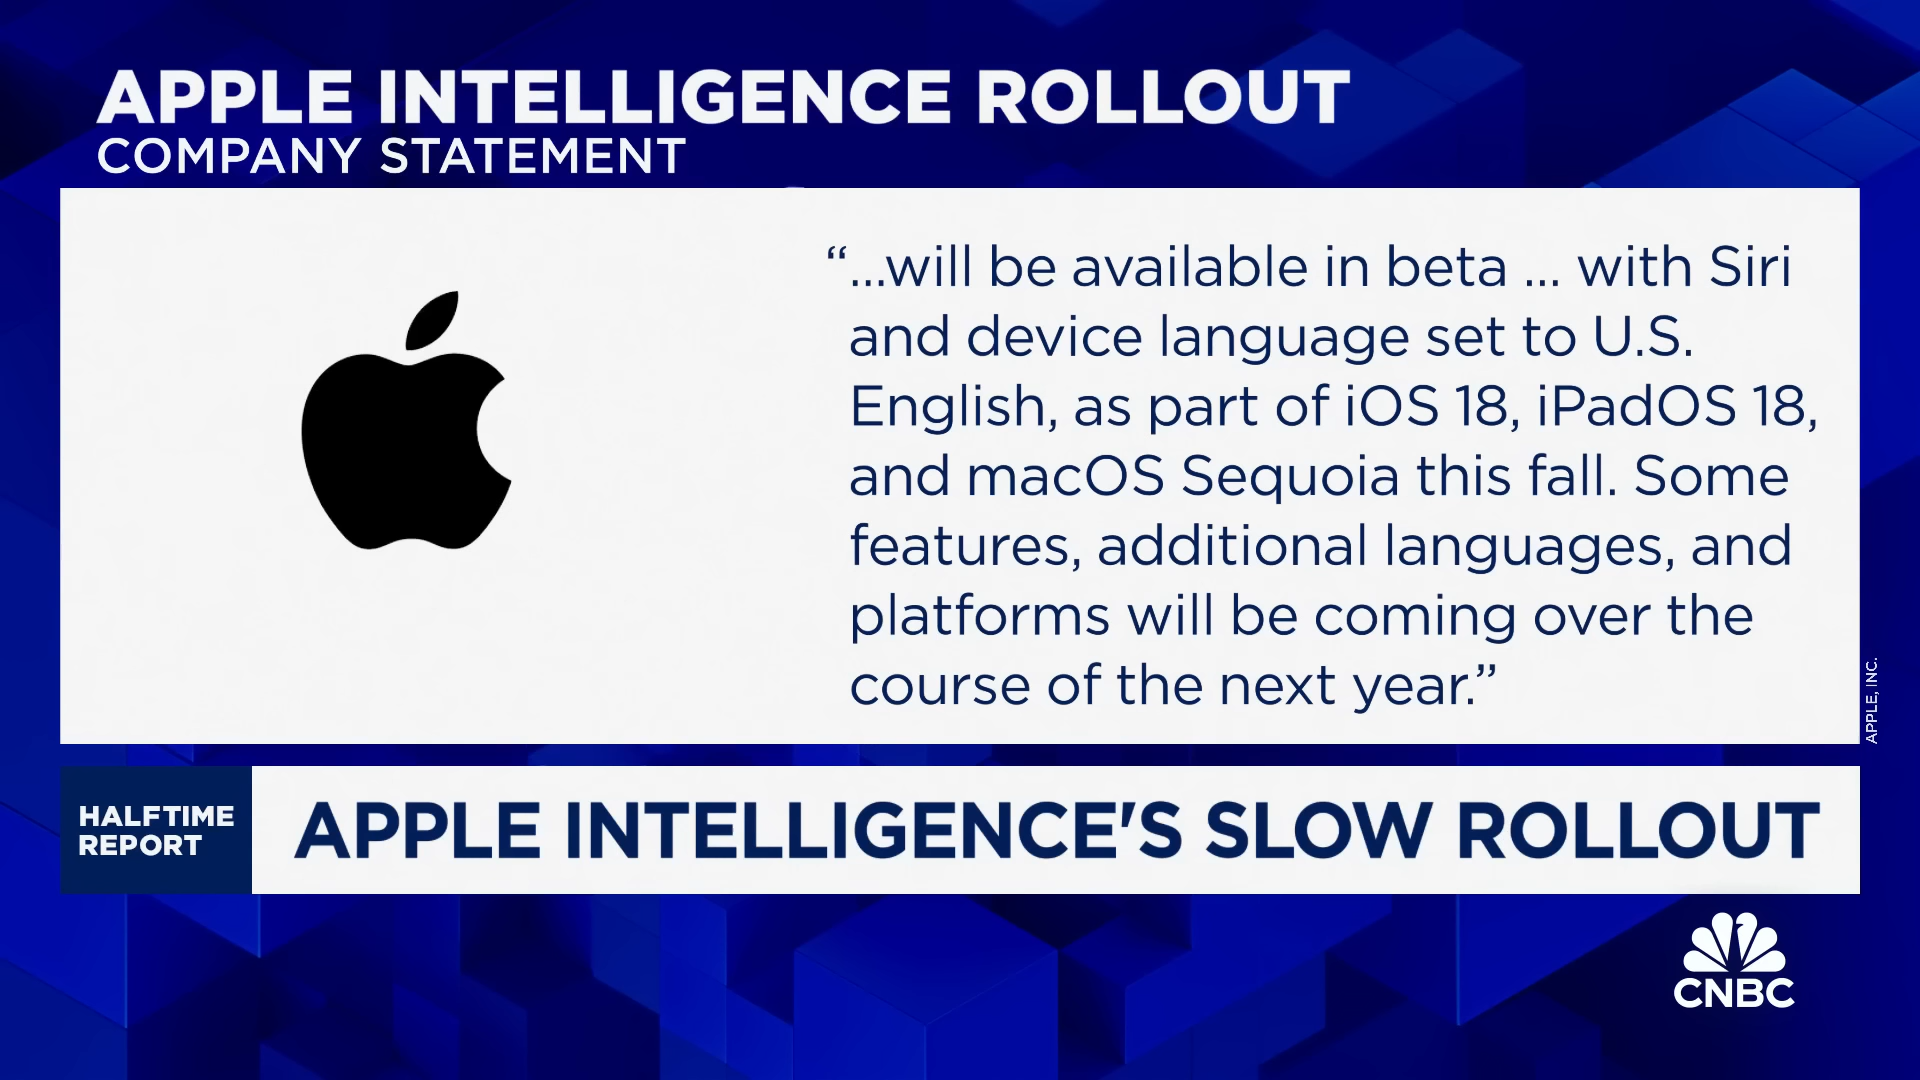 APPLE INTELLIGENCE ROLLOUT
COMPANY STATEMENT
“...will be available in beta ... with Siri
and device language set to U.S.
English, as part of iOS 18, iPadOS 18,
and macOS Sequoia this fall. Some
features, additional languages, and
platforms will be coming over the
course of the next year.”
APPLE, INC.
HALFTIME
REPORT
APPLE INTELLIGENCE'S SLOW ROLLOUT
CNBC